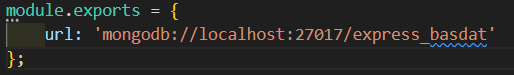 module.exports = {
    url: 'mongodb://localhost:27017/express_basdat'
};